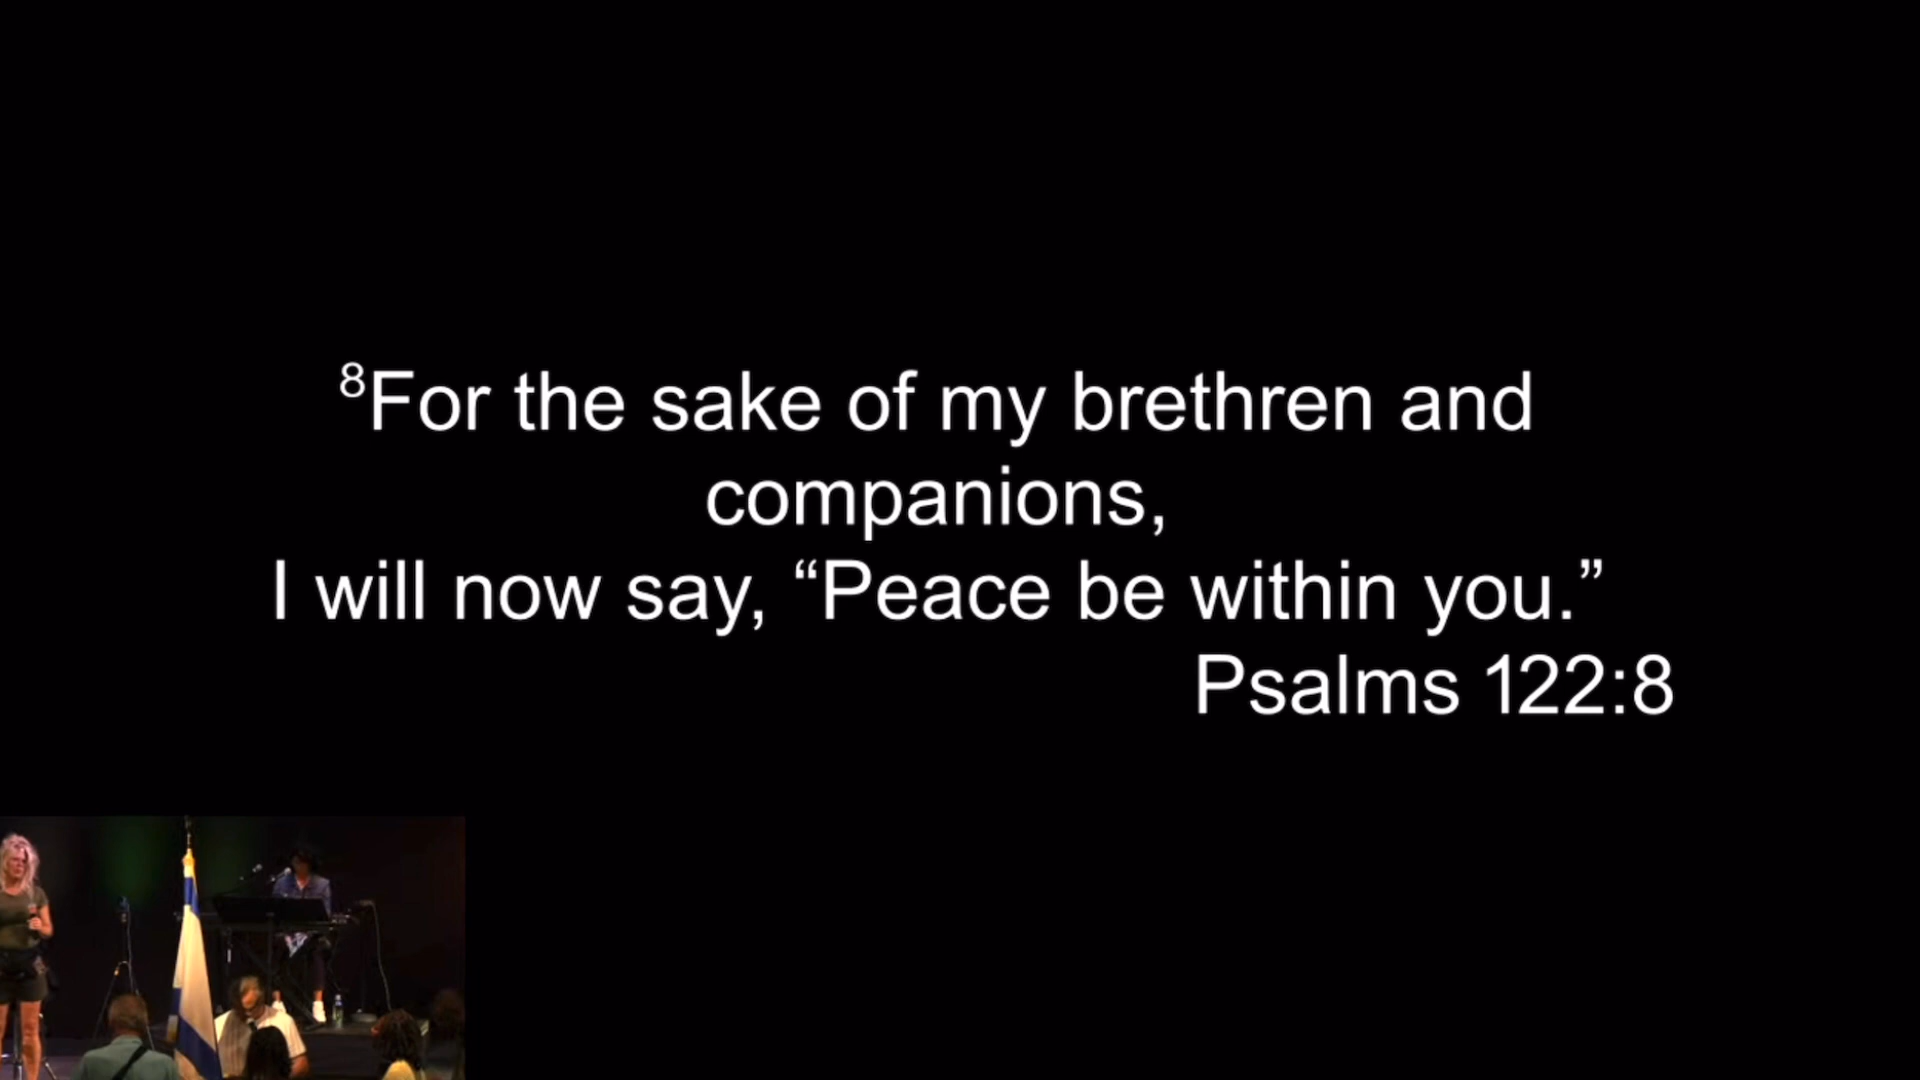 ⁸For the sake of my brethren and
companions,
I will now say, “Peace be within you.”
Psalms 122:8